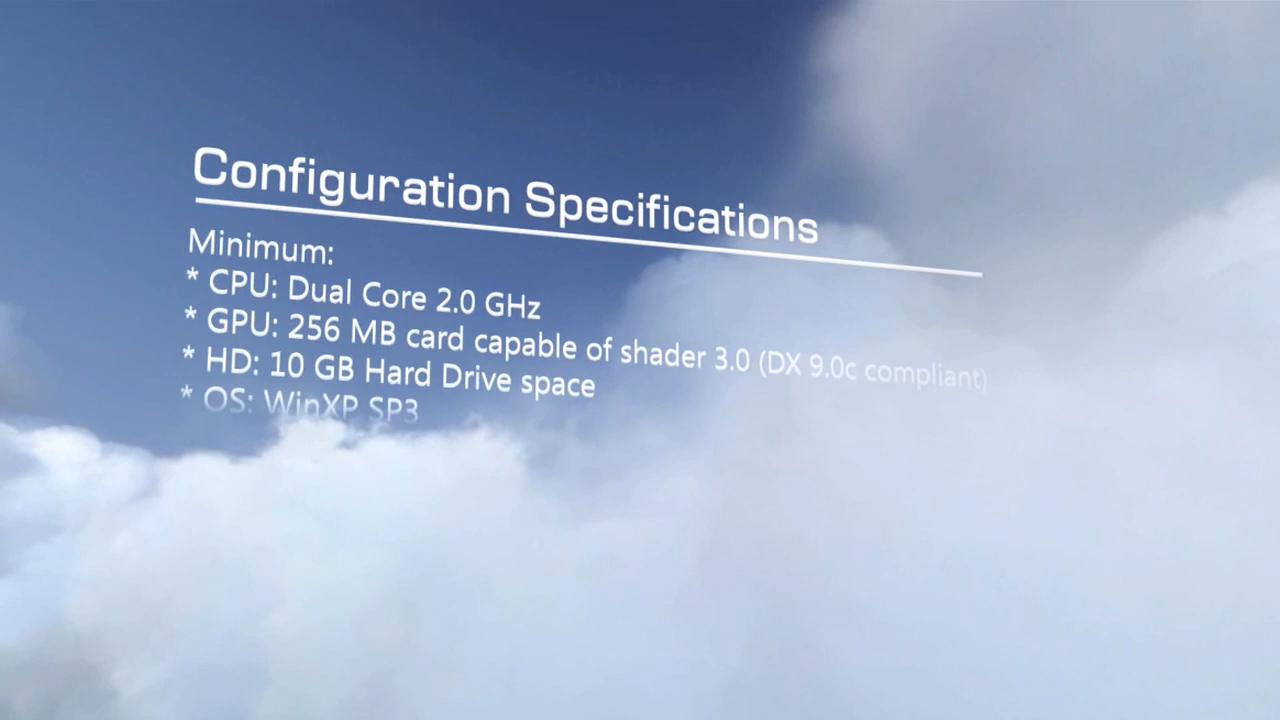 Configuration Specifications
Minimum:
* CPU: Dual Core 2.0 GHz
* GPU: 256 MB card capable of shader 3.0 (DX 9.0c compliant)
* HD: 10 GB Hard Drive space
* OS: WinXP SP3